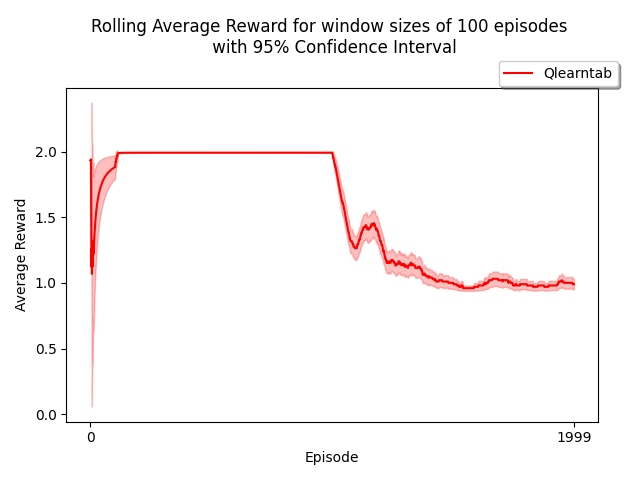 Rolling Average Reward for window sizes of 100 episodes
with 95% Confidence Interval
Qlearntab
2.0
1.5
1.0
0.5
0.0
Average Reward
0
1999
Episode